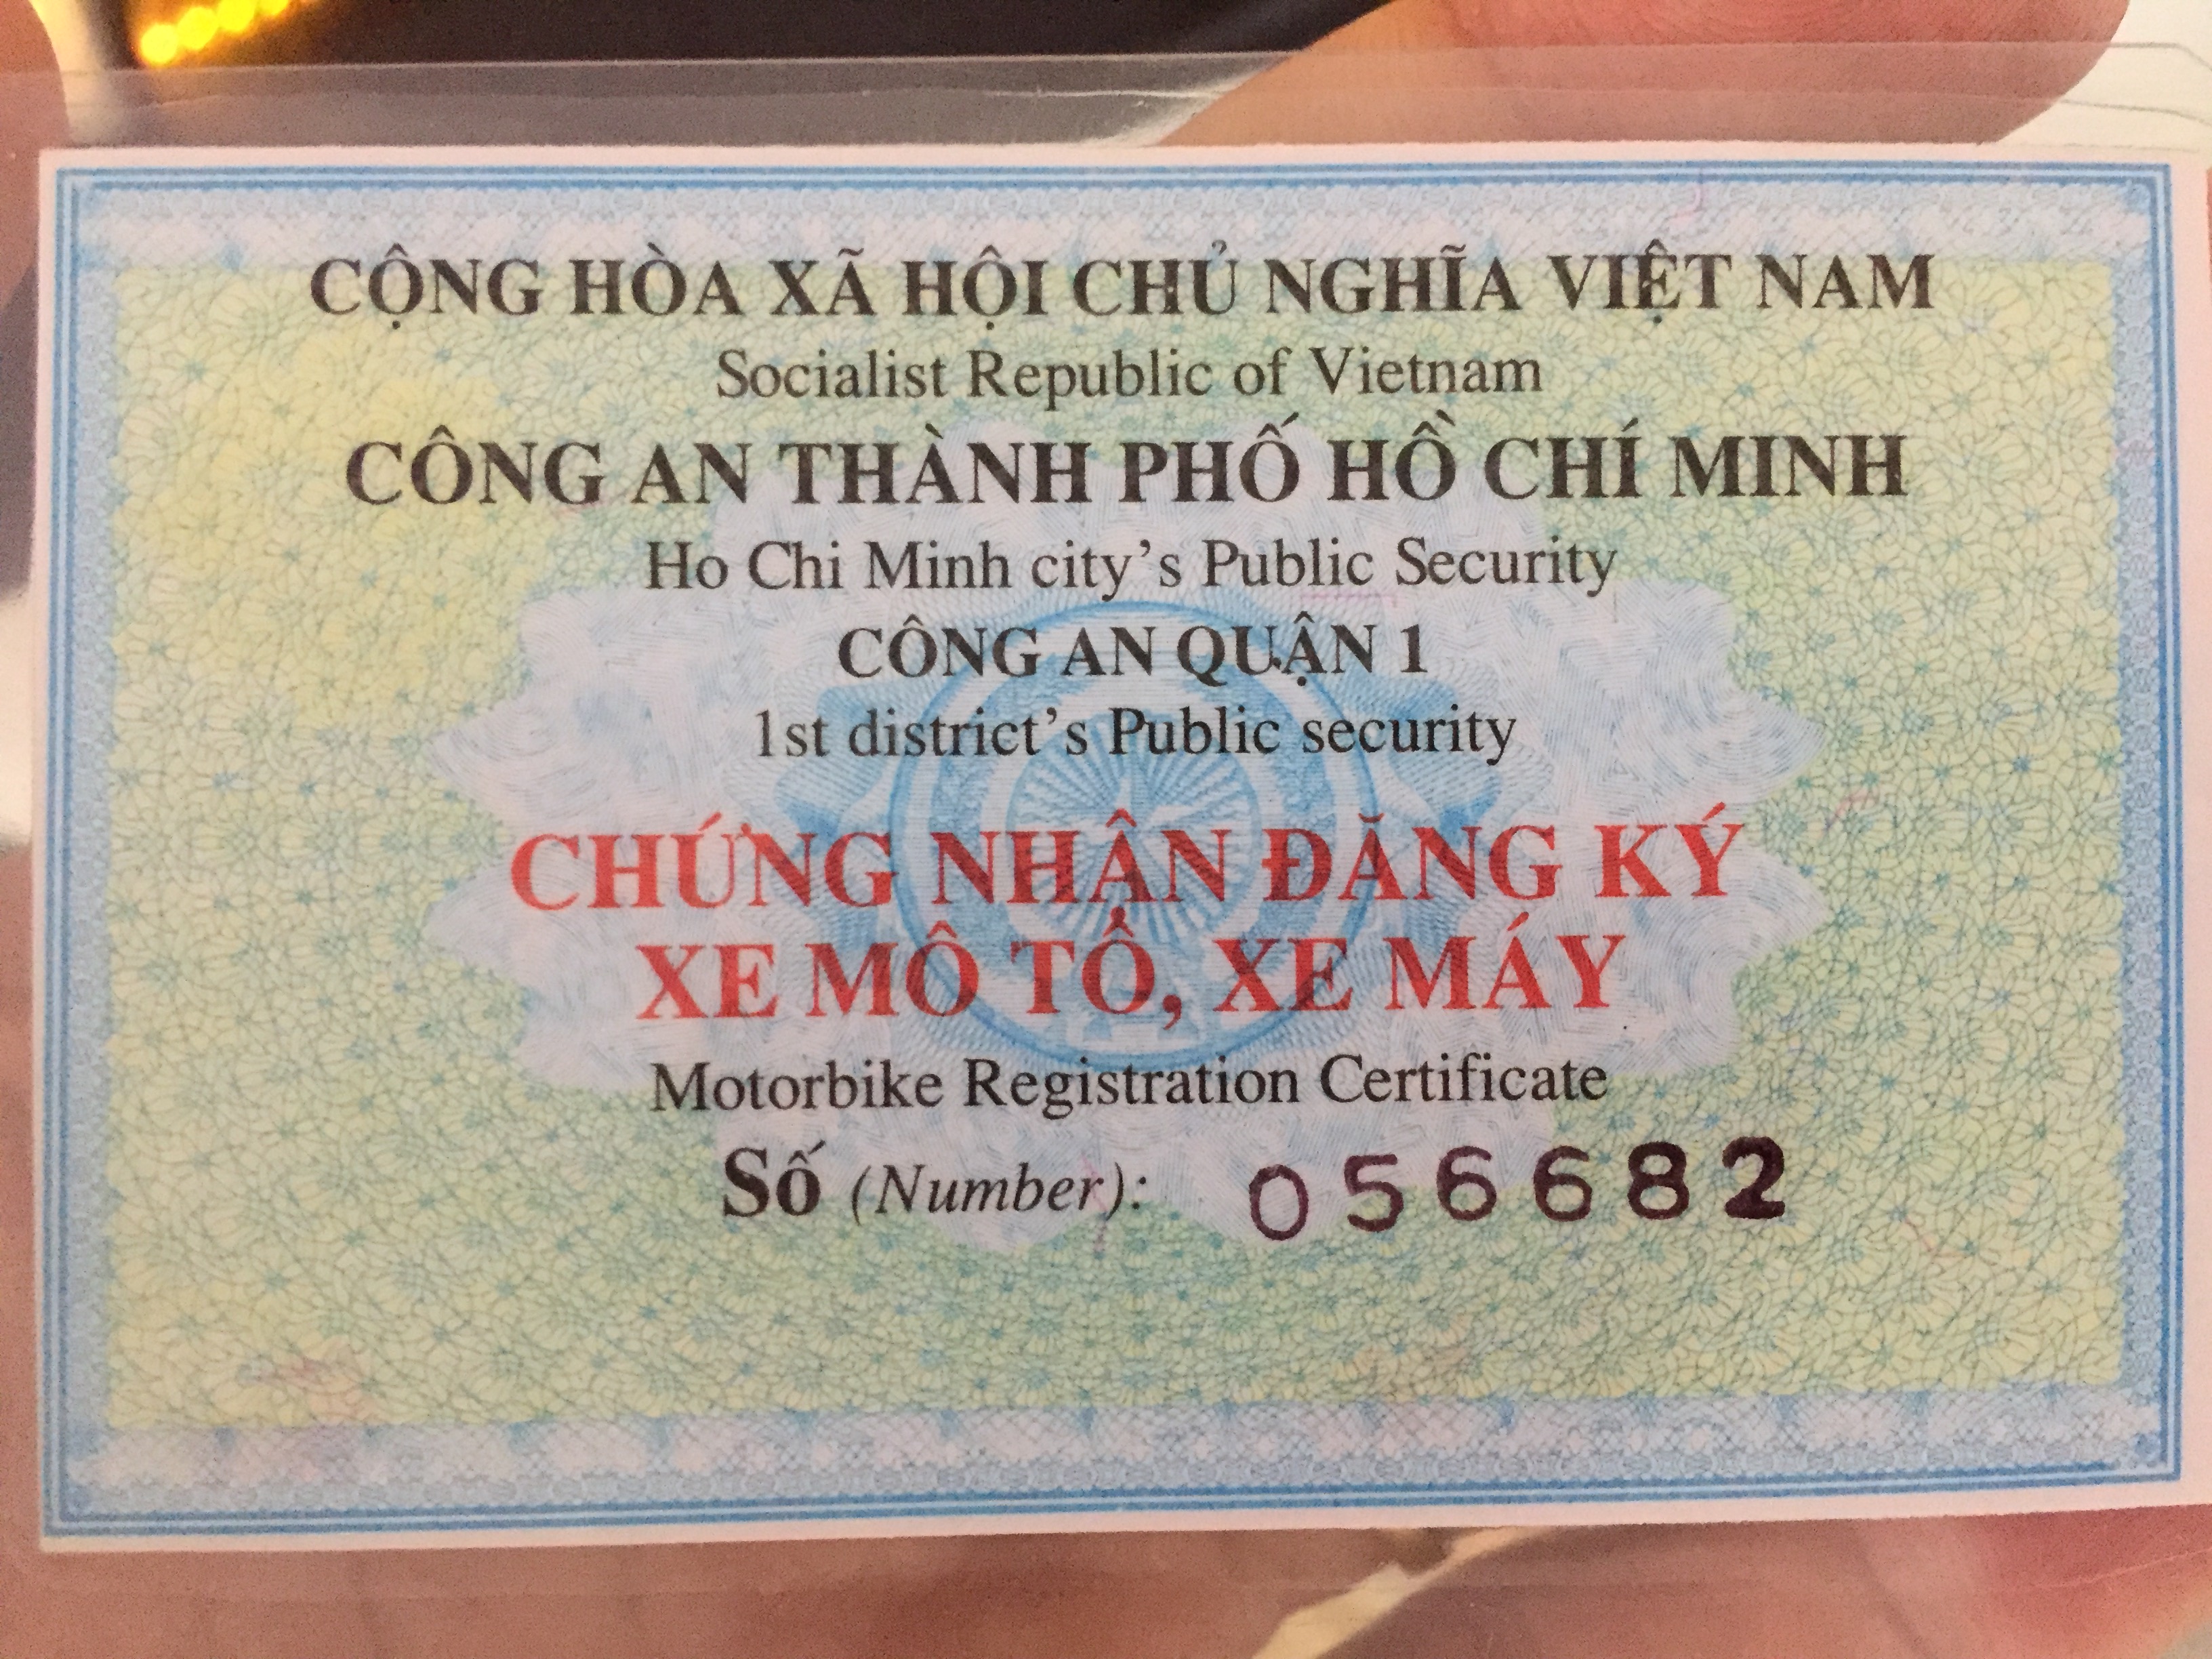 CỘNG HÒA XÃ HỘI CHỦ NGHĨA VIỆT NAM
Socialist Republic of Vietnam
CÔNG AN THÀNH PHỐ HỒ CHÍ MINH
Ho Chi Minh city's Public Security
CÔNG AN QUẬN 1
1st district's Public security
CHỨNG NHẬN ĐĂNG KÝ
XE MÔ TÔ, XE MÁY
Motorbike Registration Certificate
Số (Number): 056682